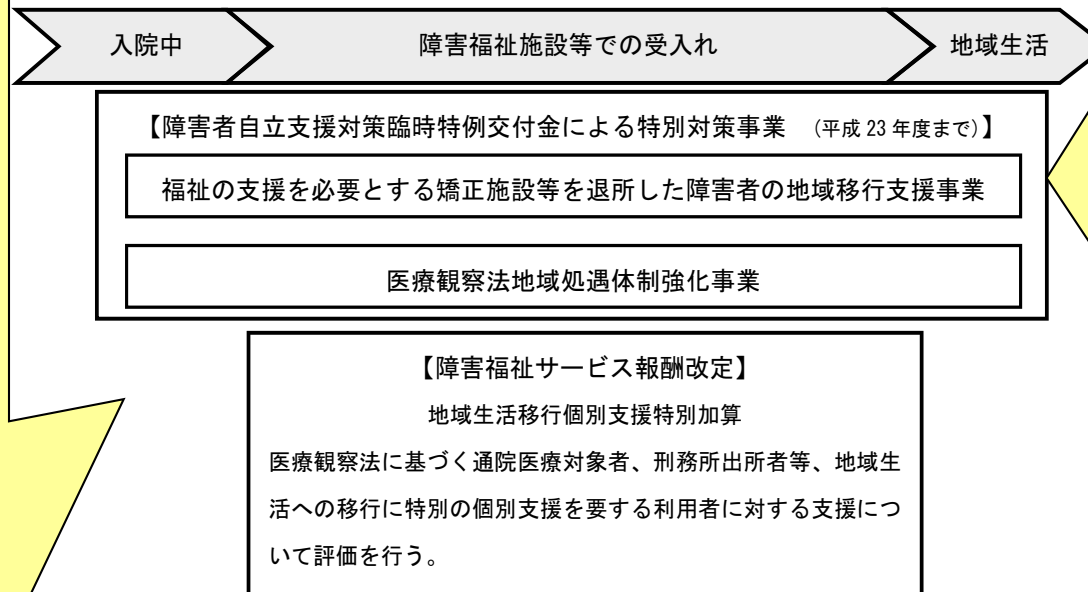 入院中
障害福祉施設等での受入れ
地域生活
【障害者自立支援対策臨時特例交付金による特別対策事業 (平成 23 年度まで)】
福祉の支援を必要とする矯正施設等を退所した障害者の地域移行支援事業
医療観察法地域処遇体制強化事業
【障害福祉サービス報酬改定】
地域生活移行個別支援特別加算
医療観察法に基づく通院医療対象者、刑務所出所者等、地域生
活への移行に特別の個別支援を要する利用者に対する支援につ
いて評価を行う。